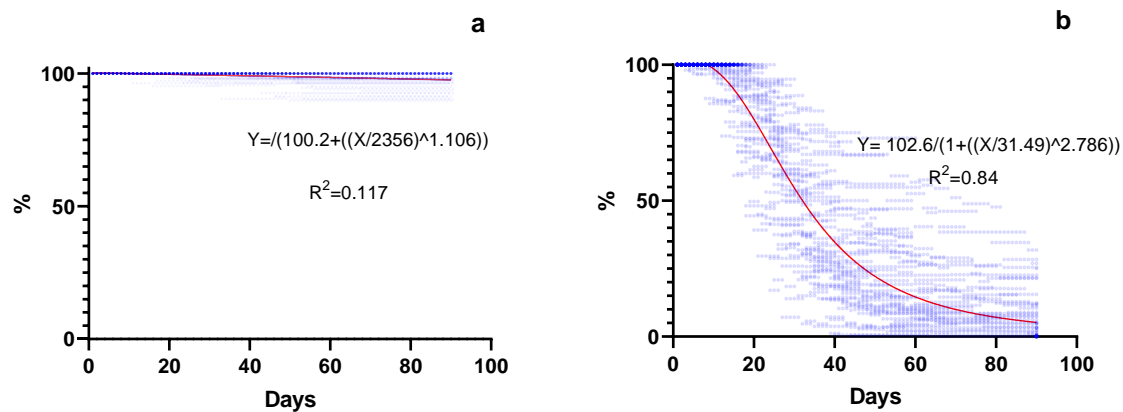 a
100
50
0
%
0 20 40 60 80 100
Days
Y=/(100.2+((X/2356)^1.106))
R²=0.117
b
100
50
0
%
0 20 40 60 80 100
Days
Y= 102.6/(1+((X/31.49)^2.786))
R²=0.84